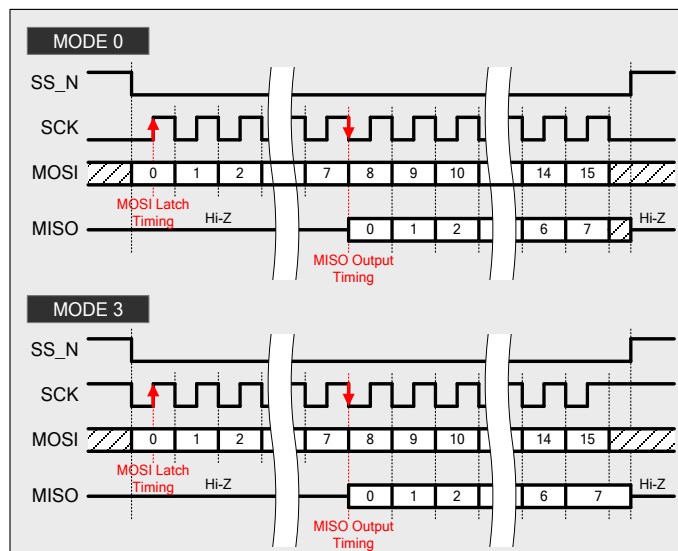 MODE 0
SS_N
SCK
MOSI 0 1 2 7 8 9 10 14 15
MOSI Latch
Timing
Hi-Z
MISO 0 1 2 6 7 Hi-Z
MISO Output
Timing
MODE 3
SS_N
SCK
MOSI 0 1 2 7 8 9 10 14 15
MOSI Latch
Timing
Hi-Z
MISO 0 1 2 6 7 Hi-Z
MISO Output
Timing